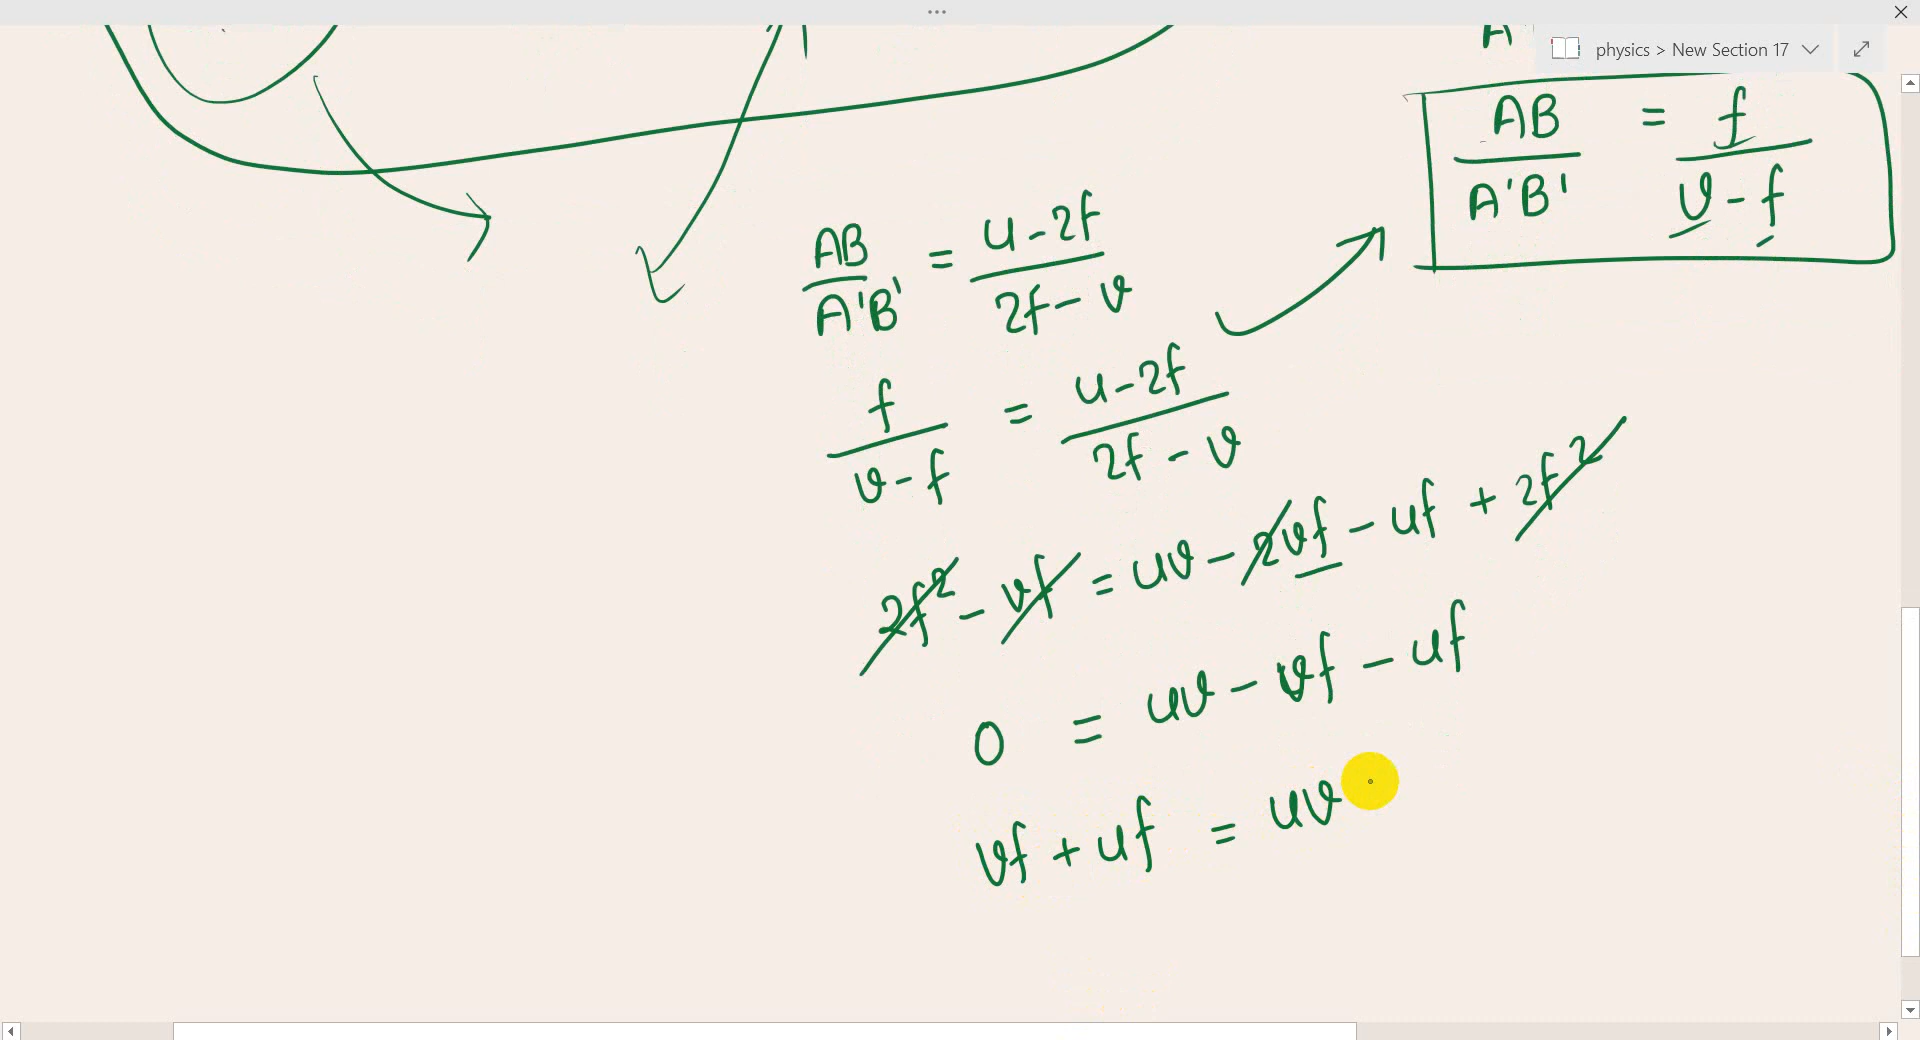 physics > New Section 17
AB / A'B' = f / v - f
AB / A'B' = u - 2f / 2f - v
f / v - f = u - 2f / 2f - v
2f² - vf = uv - 2vf - uf + 2f²
0 = uv - vf - uf
vf + uf = uv